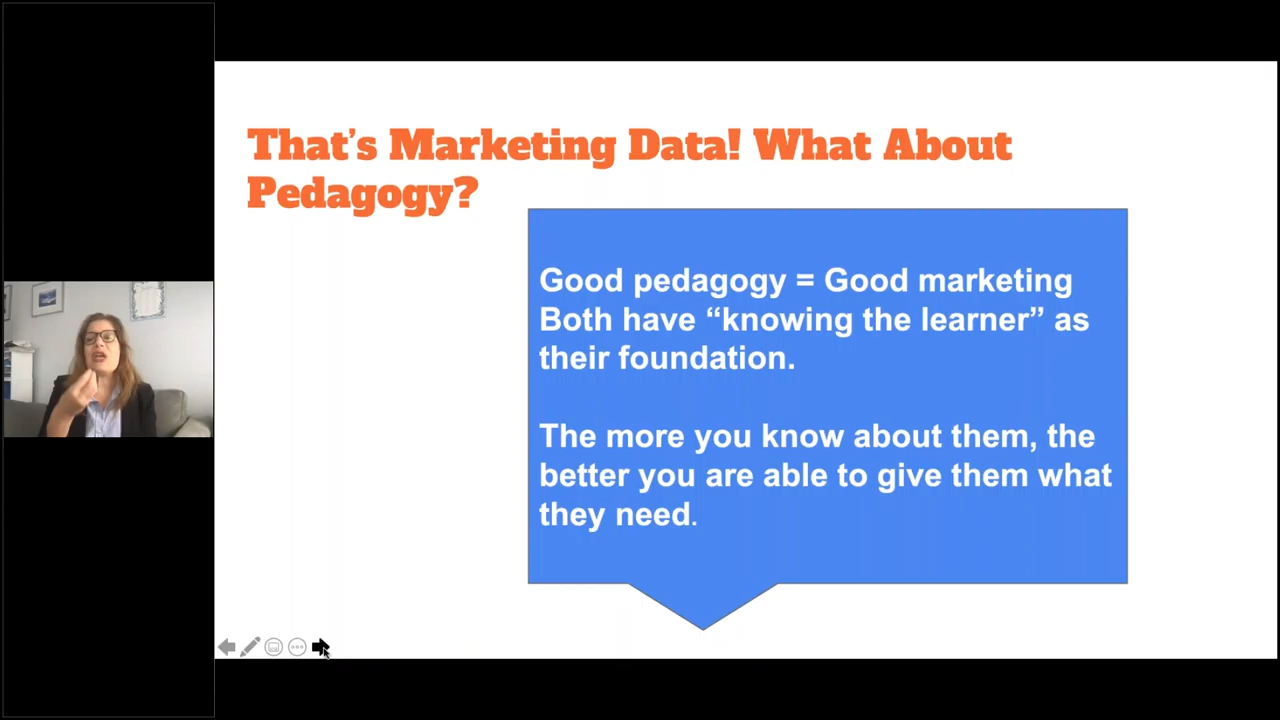 That’s Marketing Data! What About
Pedagogy?
Good pedagogy = Good marketing
Both have “knowing the learner” as
their foundation.
The more you know about them, the
better you are able to give them what
they need.